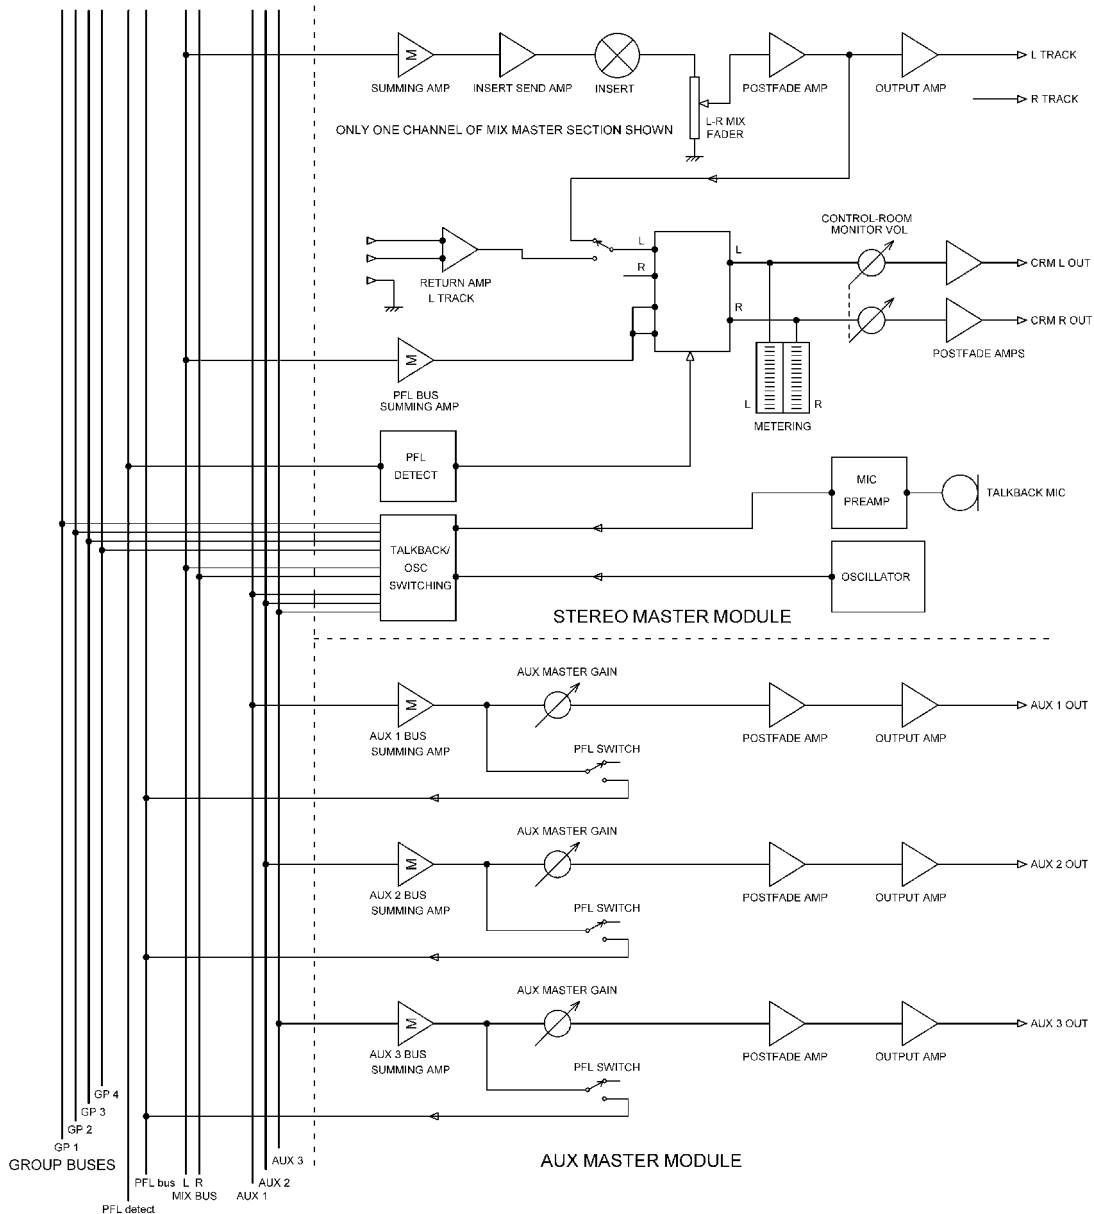 M
SUMMING AMP
INSERT SEND AMP
INSERT
POSTFADE AMP
OUTPUT AMP
L TRACK
R TRACK
L-R MIX
FADER
ONLY ONE CHANNEL OF MIX MASTER SECTION SHOWN
CONTROL-ROOM
MONITOR VOL
L
R
L
R
RETURN AMP
L TRACK
CRM L OUT
CRM R OUT
POSTFADE AMPS
M
PFL BUS
SUMMING AMP
L
R
METERING
PFL
DETECT
MIC
PREAMP
TALKBACK MIC
TALKBACK/
OSC
SWITCHING
OSCILLATOR
STEREO MASTER MODULE
AUX MASTER GAIN
M
AUX 1 BUS
SUMMING AMP
POSTFADE AMP
OUTPUT AMP
AUX 1 OUT
PFL SWITCH
AUX MASTER GAIN
M
AUX 2 BUS
SUMMING AMP
POSTFADE AMP
OUTPUT AMP
AUX 2 OUT
PFL SWITCH
AUX MASTER GAIN
M
AUX 3 BUS
SUMMING AMP
POSTFADE AMP
OUTPUT AMP
AUX 3 OUT
PFL SWITCH
AUX MASTER MODULE
GP 4
GP 3
GP 2
GP 1
GROUP BUSES
PFL detect
PFL bus
L R
MIX BUS
AUX 1
AUX 2
AUX 3